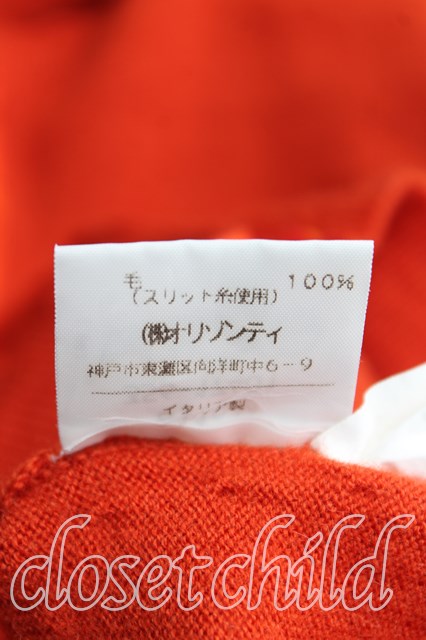 毛 100%
(スリット糸使用)
(株)オリゾンティ
神戸市東灘区向洋町中6-9
イタリア製
closet child